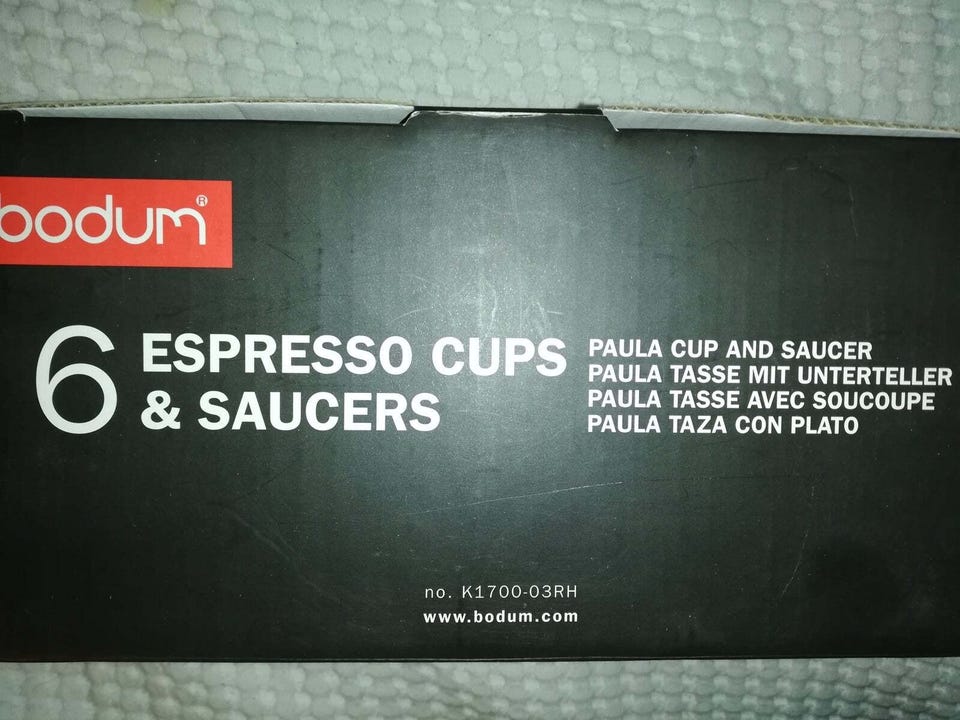 bodum®
6 ESPRESSO CUPS
& SAUCERS
PAULA CUP AND SAUCER
PAULA TASSE MIT UNTERTELLER
PAULA TASSE AVEC SOUCOUPE
PAULA TAZA CON PLATO
no. K1700-03RH
www.bodum.com